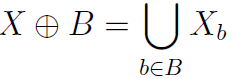 X ⊕ B = ⋃_{b∈B} X_b